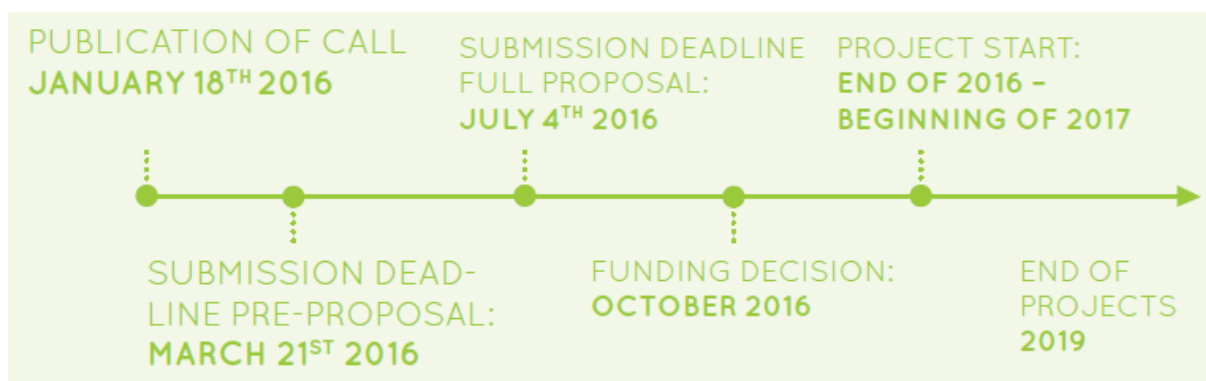 PUBLICATION OF CALL
JANUARY 18TH 2016
SUBMISSION DEADLINE
FULL PROPOSAL:
JULY 4TH 2016
PROJECT START:
END OF 2016 –
BEGINNING OF 2017
SUBMISSION DEAD-
LINE PRE-PROPOSAL:
MARCH 21ST 2016
FUNDING DECISION:
OCTOBER 2016
END OF
PROJECTS
2019